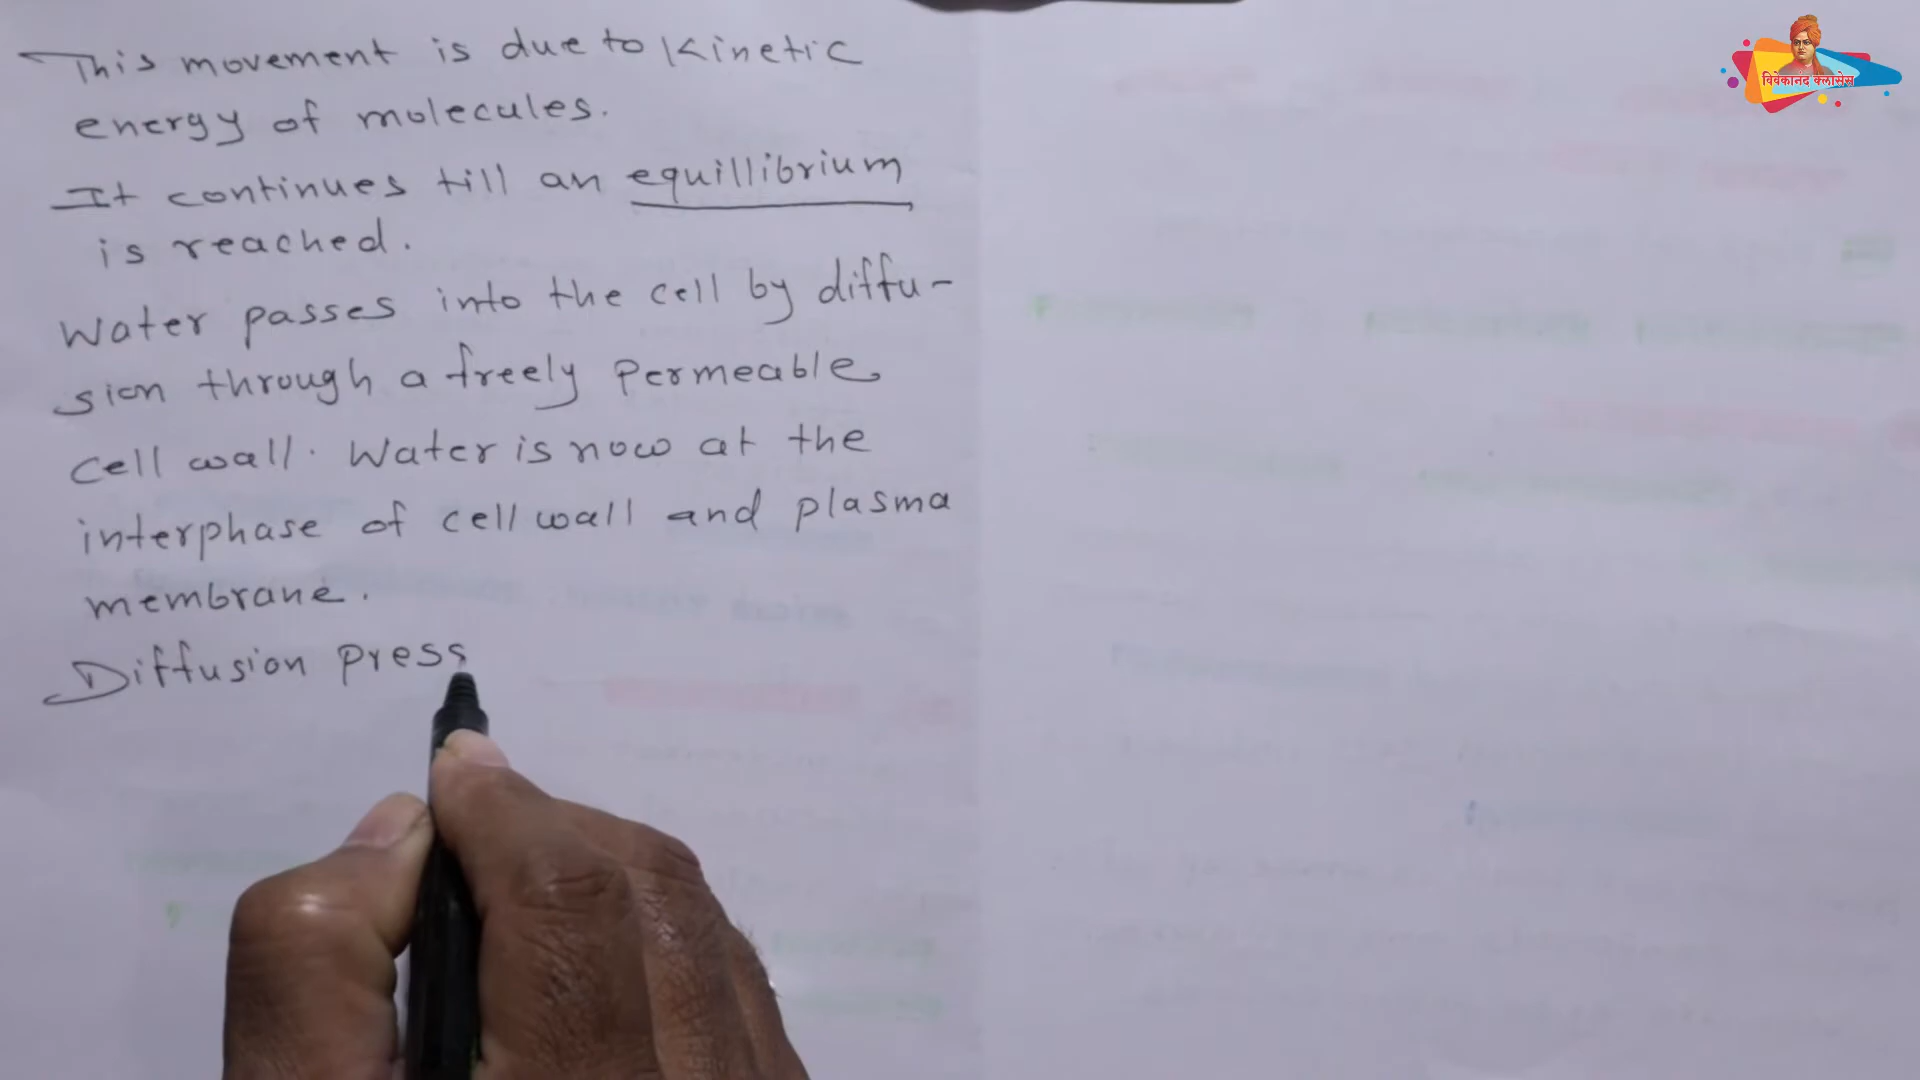 This movement is due to Kinetic
energy of molecules.
It continues till an equillibrium
is reached.
Water passes into the cell by diffu-
sion through a freely Permeable
cell wall. Water is now at the
interphase of cell wall and plasma
membrane.
Diffusion press
विवेकानंद क्लासेस